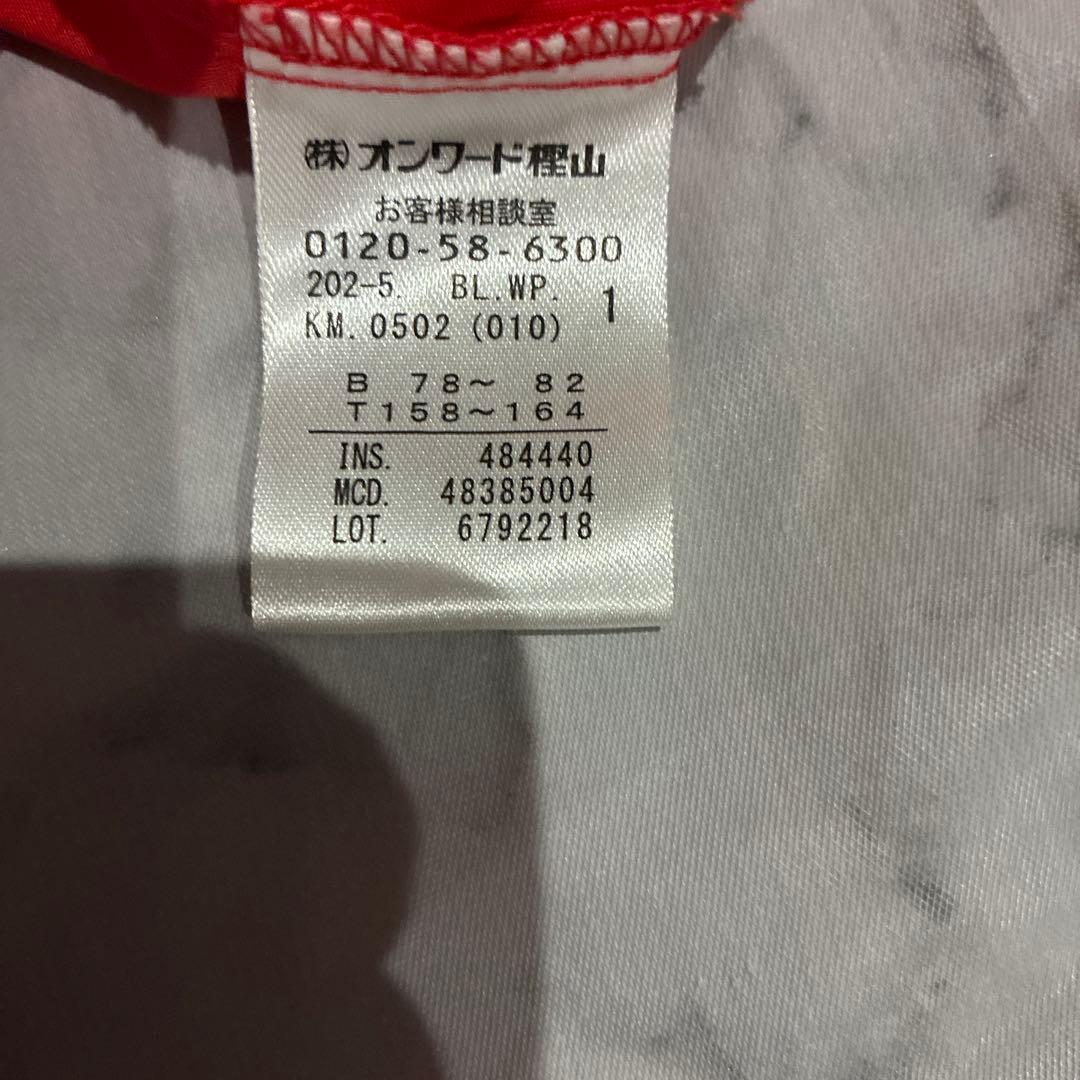 (株)オンワード樫山
お客様相談室
0120-58-6300
202-5. BL.WP. 1
KM.0502 (010)
B 78~ 82
T158~164
INS. 484440
MCD. 48385004
LOT. 6792218